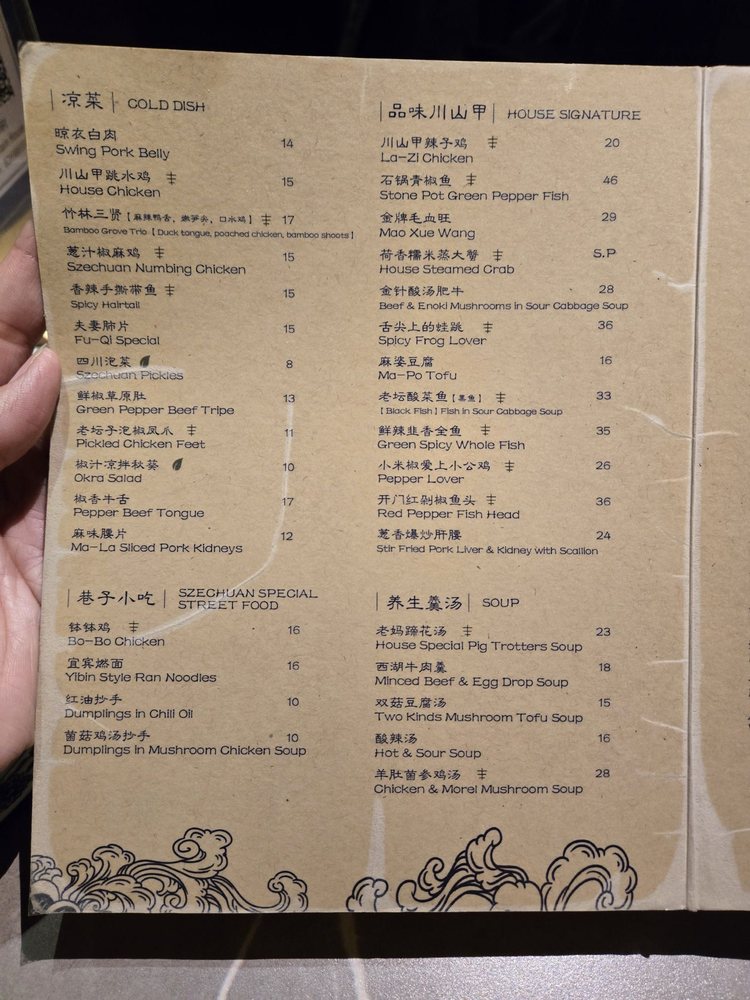 凉菜 COLD DISH
晾衣白肉
Swing Pork Belly 14
川山甲跳水鸡
House Chicken 15
竹林三贤【麻辣鸭舌，嫩笋尖，口水鸡】 17
Bamboo Grove Trio [Duck tongue, poached chicken, bamboo shoots]
葱汁椒麻鸡
Szechuan Numbing Chicken 15
香辣手撕带鱼 15
Spicy Hairtail
夫妻肺片 15
Fu-Qi Special
四川泡菜 8
Szechuan Pickles
鲜椒草原肚
Green Pepper Beef Tripe 13
老坛子泡椒凤爪 11
Pickled Chicken Feet
椒汁凉拌秋葵 10
Okra Salad
椒香牛舌 17
Pepper Beef Tongue
麻味腰片 12
Ma-La Sliced Pork Kidneys
巷子小吃 SZECHUAN SPECIAL
STREET FOOD
钵钵鸡 16
Bo-Bo Chicken
宜宾燃面 16
Yibin Style Ran Noodles
红油抄手 10
Dumplings in Chili Oil
菌菇鸡汤抄手 10
Dumplings in Mushroom Chicken Soup
品味川山甲 HOUSE SIGNATURE
川山甲辣子鸡 20
La-Zi Chicken
石锅青椒鱼 46
Stone Pot Green Pepper Fish
金牌毛血旺 29
Mao Xue Wang
荷香糯米蒸大蟹 S.P
House Steamed Crab
金针酸汤肥牛 28
Beef & Enoki Mushrooms in Sour Cabbage Soup
舌尖上的蛙跳 36
Spicy Frog Lover
麻婆豆腐 16
Ma-Po Tofu
老坛酸菜鱼【黑鱼】 33
[Black Fish] Fish in Sour Cabbage Soup
鲜辣韭香全鱼 35
Green Spicy Whole Fish
小米椒爱上小公鸡 26
Pepper Lover
开门红剁椒鱼头 36
Red Pepper Fish Head
葱香爆炒肝腰 24
Stir Fried Pork Liver & Kidney with Scallion
养生羹汤 SOUP
老妈蹄花汤 23
House Special Pig Trotters Soup
西湖牛肉羹 18
Minced Beef & Egg Drop Soup
双菇豆腐汤 15
Two Kinds Mushroom Tofu Soup
酸辣汤 16
Hot & Sour Soup
羊肚菌参鸡汤 28
Chicken & Morel Mushroom Soup